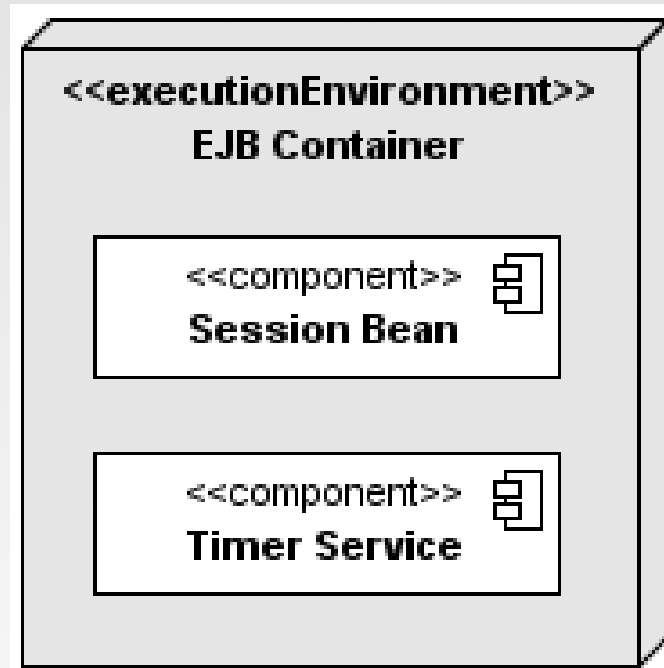 <<executionEnvironment>>
EJB Container
<<component>>
Session Bean
<<component>>
Timer Service